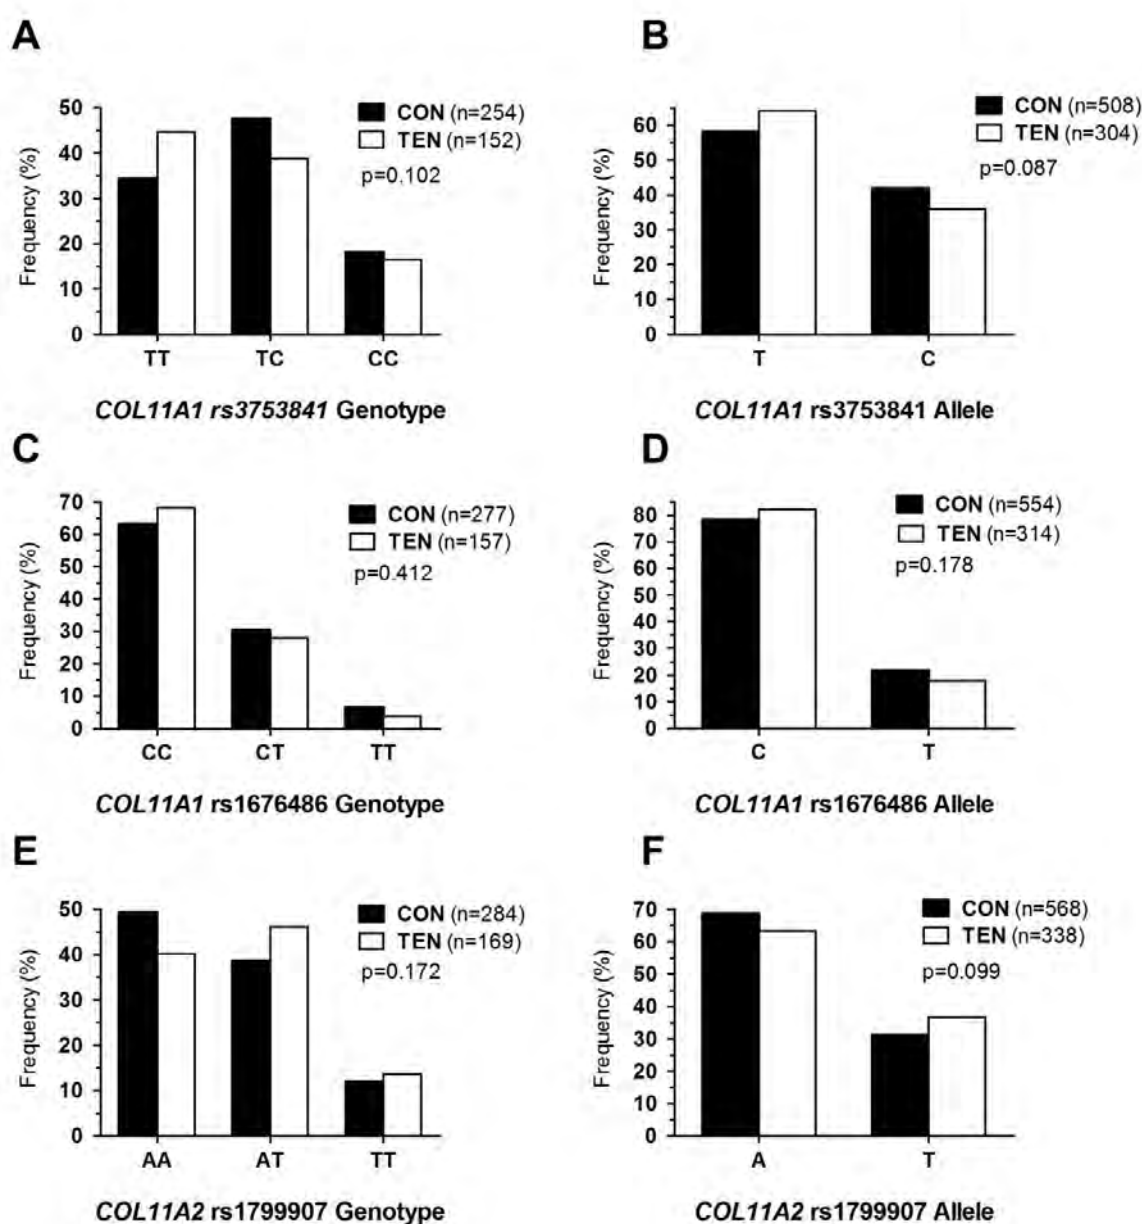 A
50
40
30
20
10
0
Frequency (%)
CON (n=254)
TEN (n=152)
p=0.102
TT TC CC
COL11A1 rs3753841 Genotype
B
60
50
40
30
20
10
0
Frequency (%)
CON (n=508)
TEN (n=304)
p=0.087
T C
COL11A1 rs3753841 Allele
C
70
60
50
40
30
20
10
0
Frequency (%)
CON (n=277)
TEN (n=157)
p=0.412
CC CT TT
COL11A1 rs1676486 Genotype
D
80
70
60
50
40
30
20
10
0
Frequency (%)
CON (n=554)
TEN (n=314)
p=0.178
C T
COL11A1 rs1676486 Allele
E
50
40
30
20
10
0
Frequency (%)
CON (n=284)
TEN (n=169)
p=0.172
AA AT TT
COL11A2 rs1799907 Genotype
F
70
60
50
40
30
20
10
0
Frequency (%)
CON (n=568)
TEN (n=338)
p=0.099
A T
COL11A2 rs1799907 Allele